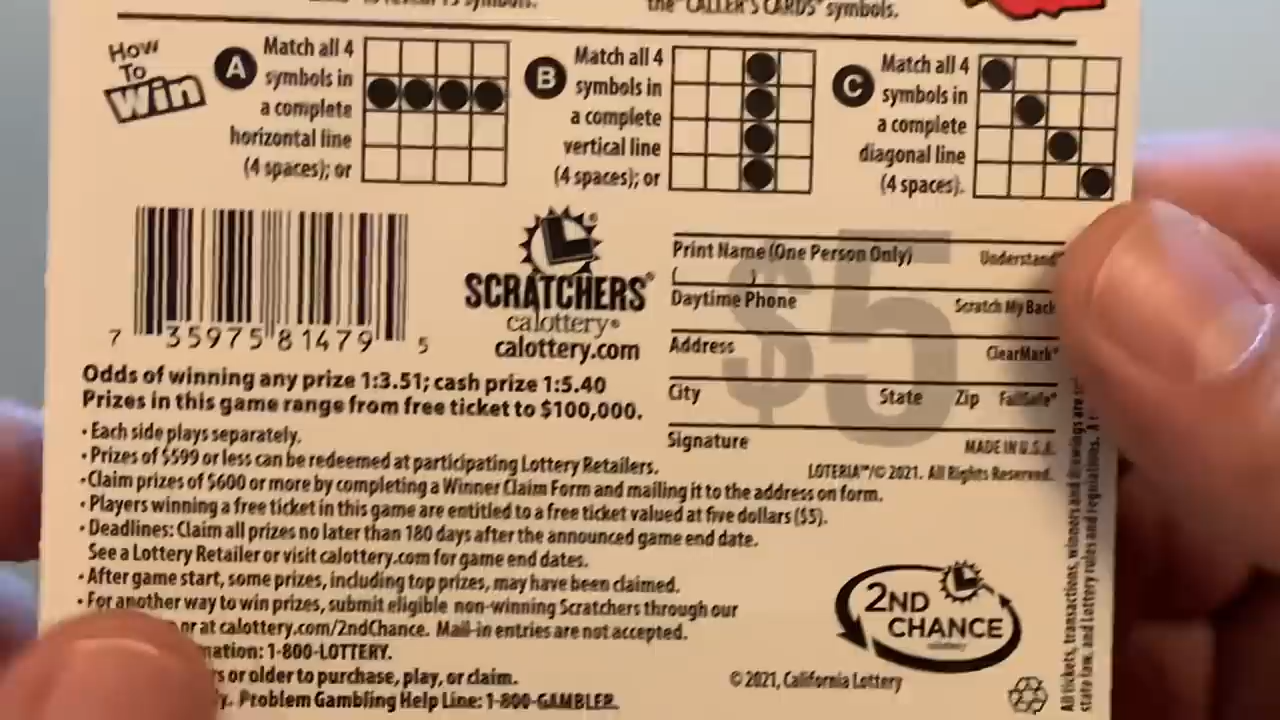 symbols.
the "CALLER'S CARDS" symbols.
How
To
Win
A
Match all 4
symbols in
a complete
horizontal line
(4 spaces); or
B
Match all 4
symbols in
a complete
vertical line
(4 spaces); or
C
Match all 4
symbols in
a complete
diagonal line
(4 spaces).
7 35975 81479 5
SCRATCHERS®
calottery®
calottery.com
$5
Print Name (One Person Only) Understand
( )
Daytime Phone Scratch My Back
Address ClearMark®
City State Zip FailSafe®
Signature MADE IN U.S.A.
LOTERIA™/© 2021. All Rights Reserved.
Odds of winning any prize 1:3.51; cash prize 1:5.40
Prizes in this game range from free ticket to $100,000.
• Each side plays separately.
• Prizes of $599 or less can be redeemed at participating Lottery Retailers.
• Claim prizes of $600 or more by completing a Winner Claim Form and mailing it to the address on form.
• Players winning a free ticket in this game are entitled to a free ticket valued at five dollars ($5).
• Deadlines: Claim all prizes no later than 180 days after the announced game end date.
See a Lottery Retailer or visit calottery.com for game end dates.
• After game start, some prizes, including top prizes, may have been claimed.
• For another way to win prizes, submit eligible non-winning Scratchers through our
or at calottery.com/2ndChance. Mail-in entries are not accepted.
mation: 1-800-LOTTERY.
s or older to purchase, play, or claim.
y. Problem Gambling Help Line: 1-800-GAMBLER.
2ND
CHANCE
© 2021, California Lottery
All tickets, transactions, winners and drawings are
state law, and Lottery rules and regulations. A